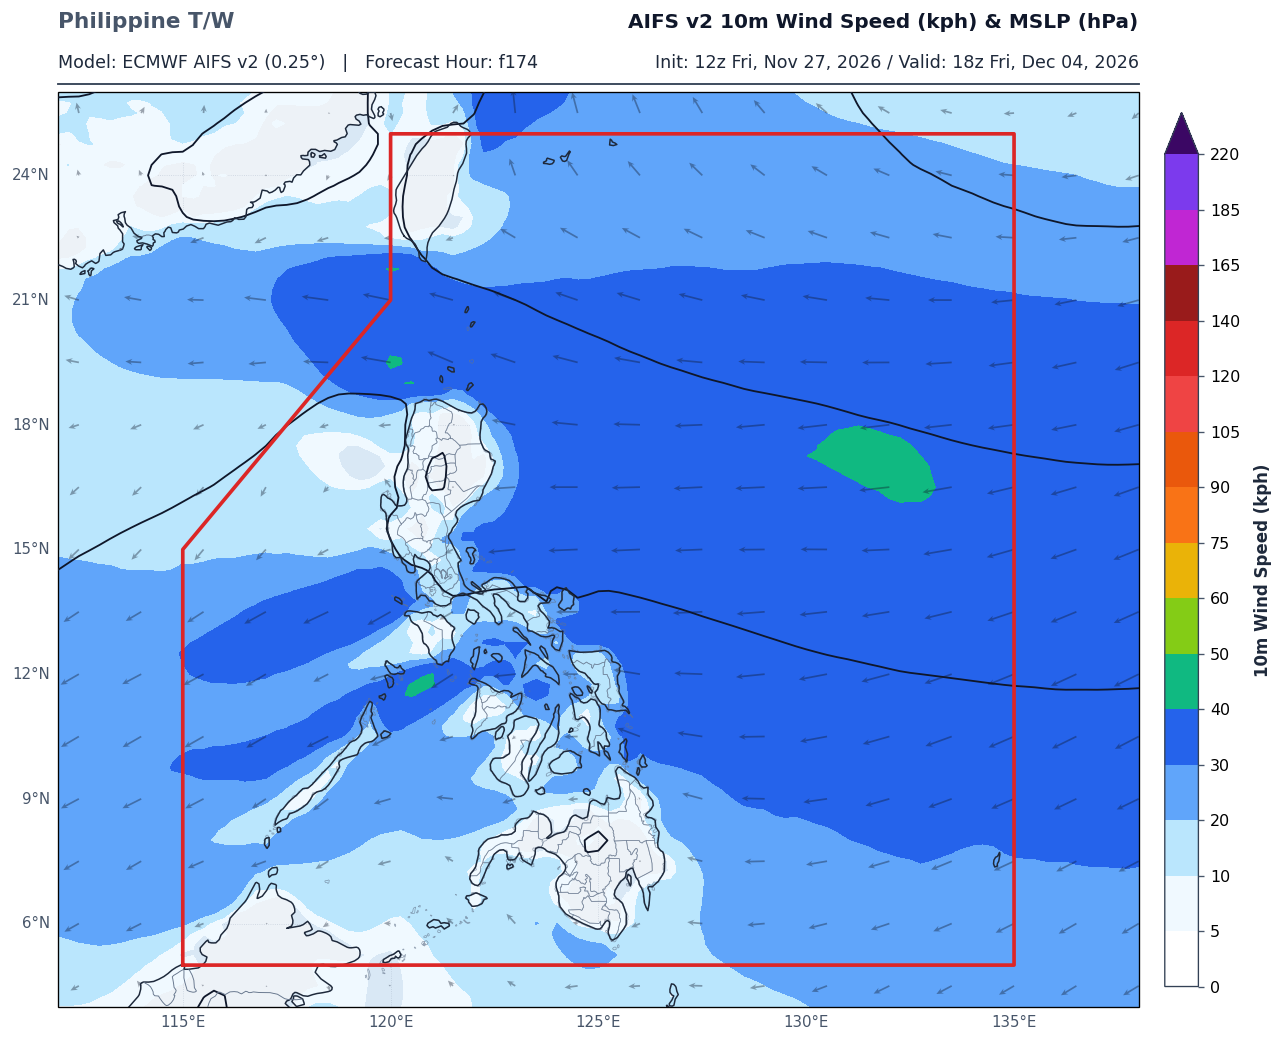 Philippine T/W
AIFS v2 10m Wind Speed (kph) & MSLP (hPa)
Model: ECMWF AIFS v2 (0.25°)   |   Forecast Hour: f174
Init: 12z Fri, Nov 27, 2026 / Valid: 18z Fri, Dec 04, 2026
24°N
21°N
18°N
15°N
12°N
9°N
6°N
115°E
120°E
125°E
130°E
135°E
220
185
165
140
120
105
90
75
60
50
40
30
20
10
5
0
10m Wind Speed (kph)